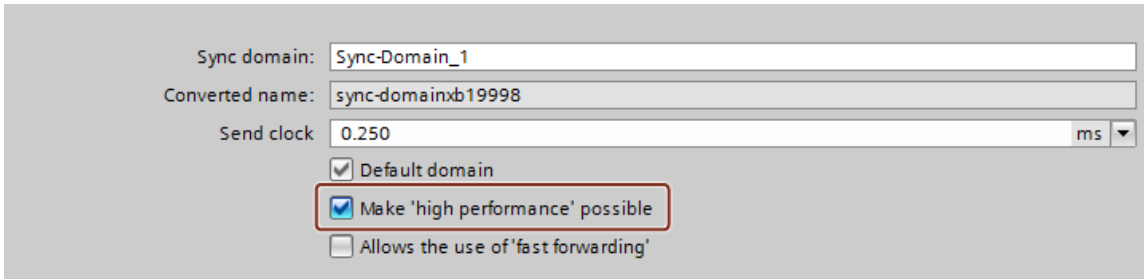 Sync domain: Sync-Domain_1
Converted name: sync-domainxb19998
Send clock 0.250 ms
Default domain
Make 'high performance' possible
Allows the use of 'fast forwarding'